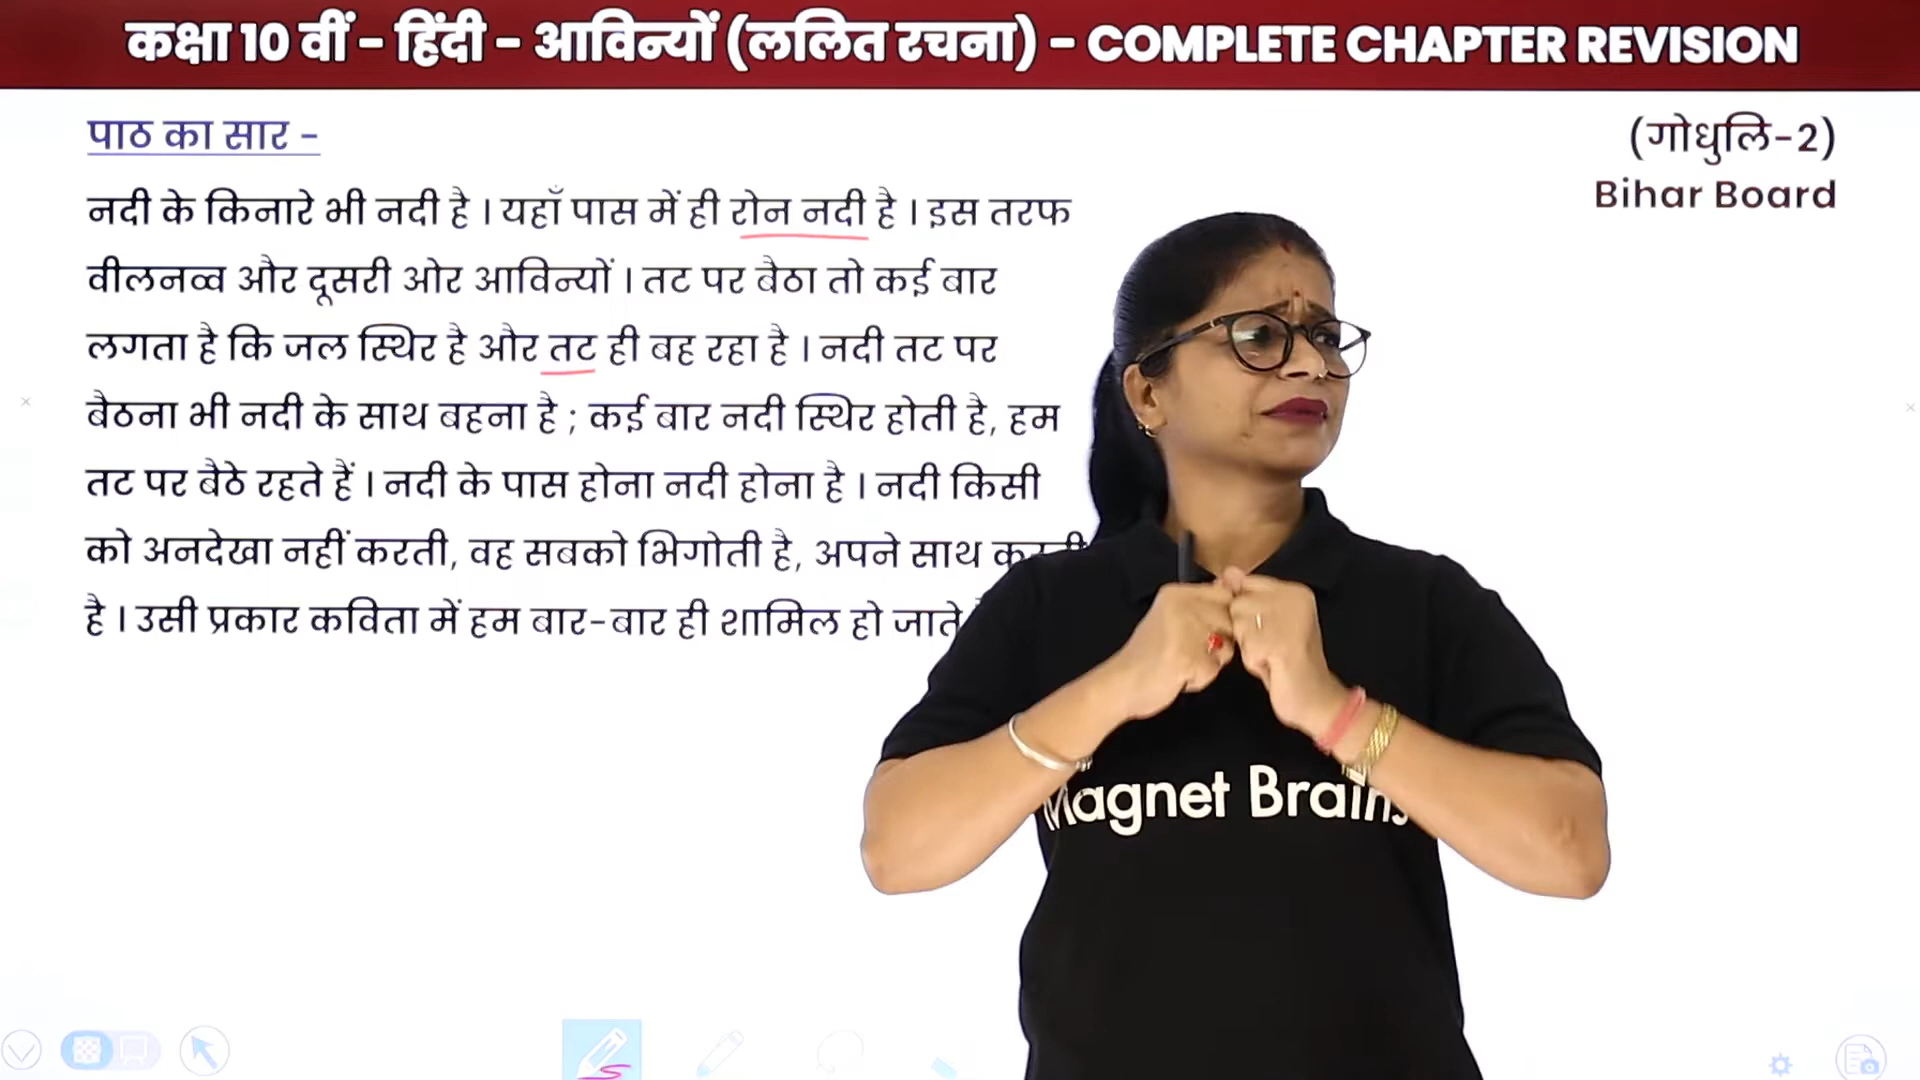 कक्षा 10 वीं - हिंदी - आविन्यों (ललित रचना) - COMPLETE CHAPTER REVISION
पाठ का सार -
(गोधुलि-2)
Bihar Board
नदी के किनारे भी नदी है । यहाँ पास में ही रोन नदी है । इस तरफ
वीलनव्व और दूसरी ओर आविन्यों । तट पर बैठा तो कई बार
लगता है कि जल स्थिर है और तट ही बह रहा है । नदी तट पर
बैठना भी नदी के साथ बहना है ; कई बार नदी स्थिर होती है, हम
तट पर बैठे रहते हैं । नदी के पास होना नदी होना है । नदी किसी
को अनदेखा नहीं करती, वह सबको भिगोती है, अपने साथ करती
है । उसी प्रकार कविता में हम बार-बार ही शामिल हो जाते
Magnet Brains